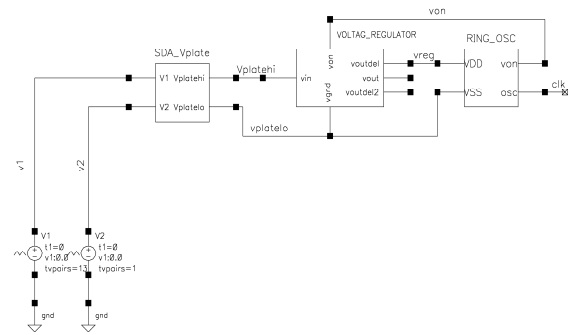 von
SDA_Vplate
VOLTAG_REGULATOR
RING_OSC
V1 Vplatehi
Vplatehi
vin
von
voutdel
vreg
VDD
von
vout
V2 Vplatelo
vgnd
voutdel2
VSS
osc
clk
vplatelo
v1
v2
V1
t1=0
v1:0.0
tvpairs=13
V2
t1=0
v1:0.0
tvpairs=1
gnd
gnd